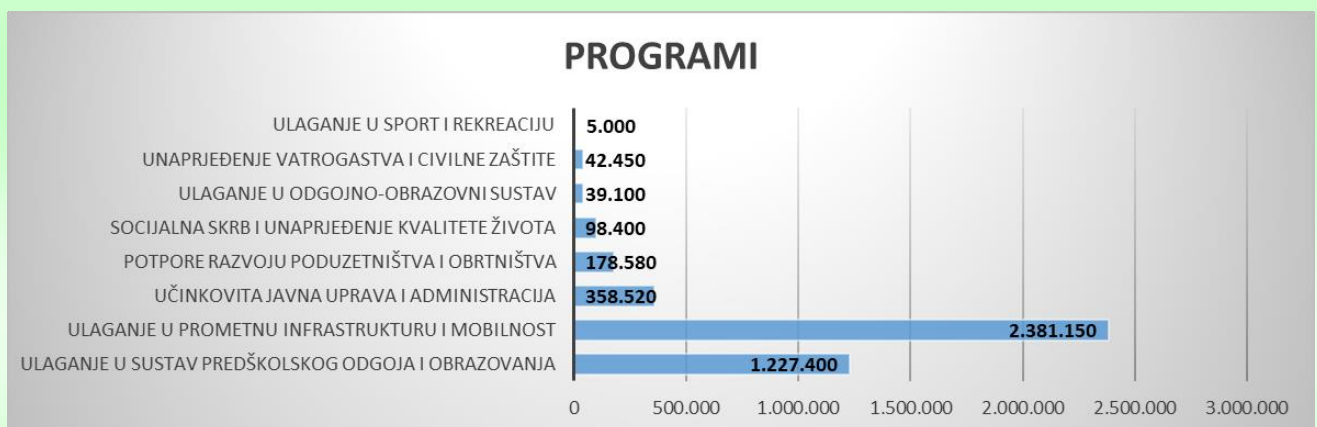 PROGRAMI
ULAGANJE U SPORT I REKREACIJU 5.000
UNAPRJEĐENJE VATROGASTVA I CIVILNE ZAŠTITE 42.450
ULAGANJE U ODGOJNO-OBRAZOVNI SUSTAV 39.100
SOCIJALNA SKRB I UNAPRJEĐENJE KVALITETE ŽIVOTA 98.400
POTPORE RAZVOJU PODUZETNIŠTVA I OBRTNIŠTVA 178.580
UČINKOVITA JAVNA UPRAVA I ADMINISTRACIJA 358.520
ULAGANJE U PROMETNU INFRASTRUKTURU I MOBILNOST 2.381.150
ULAGANJE U SUSTAV PREDŠKOLSKOG ODGOJA I OBRAZOVANJA 1.227.400
0 500.000 1.000.000 1.500.000 2.000.000 2.500.000 3.000.000